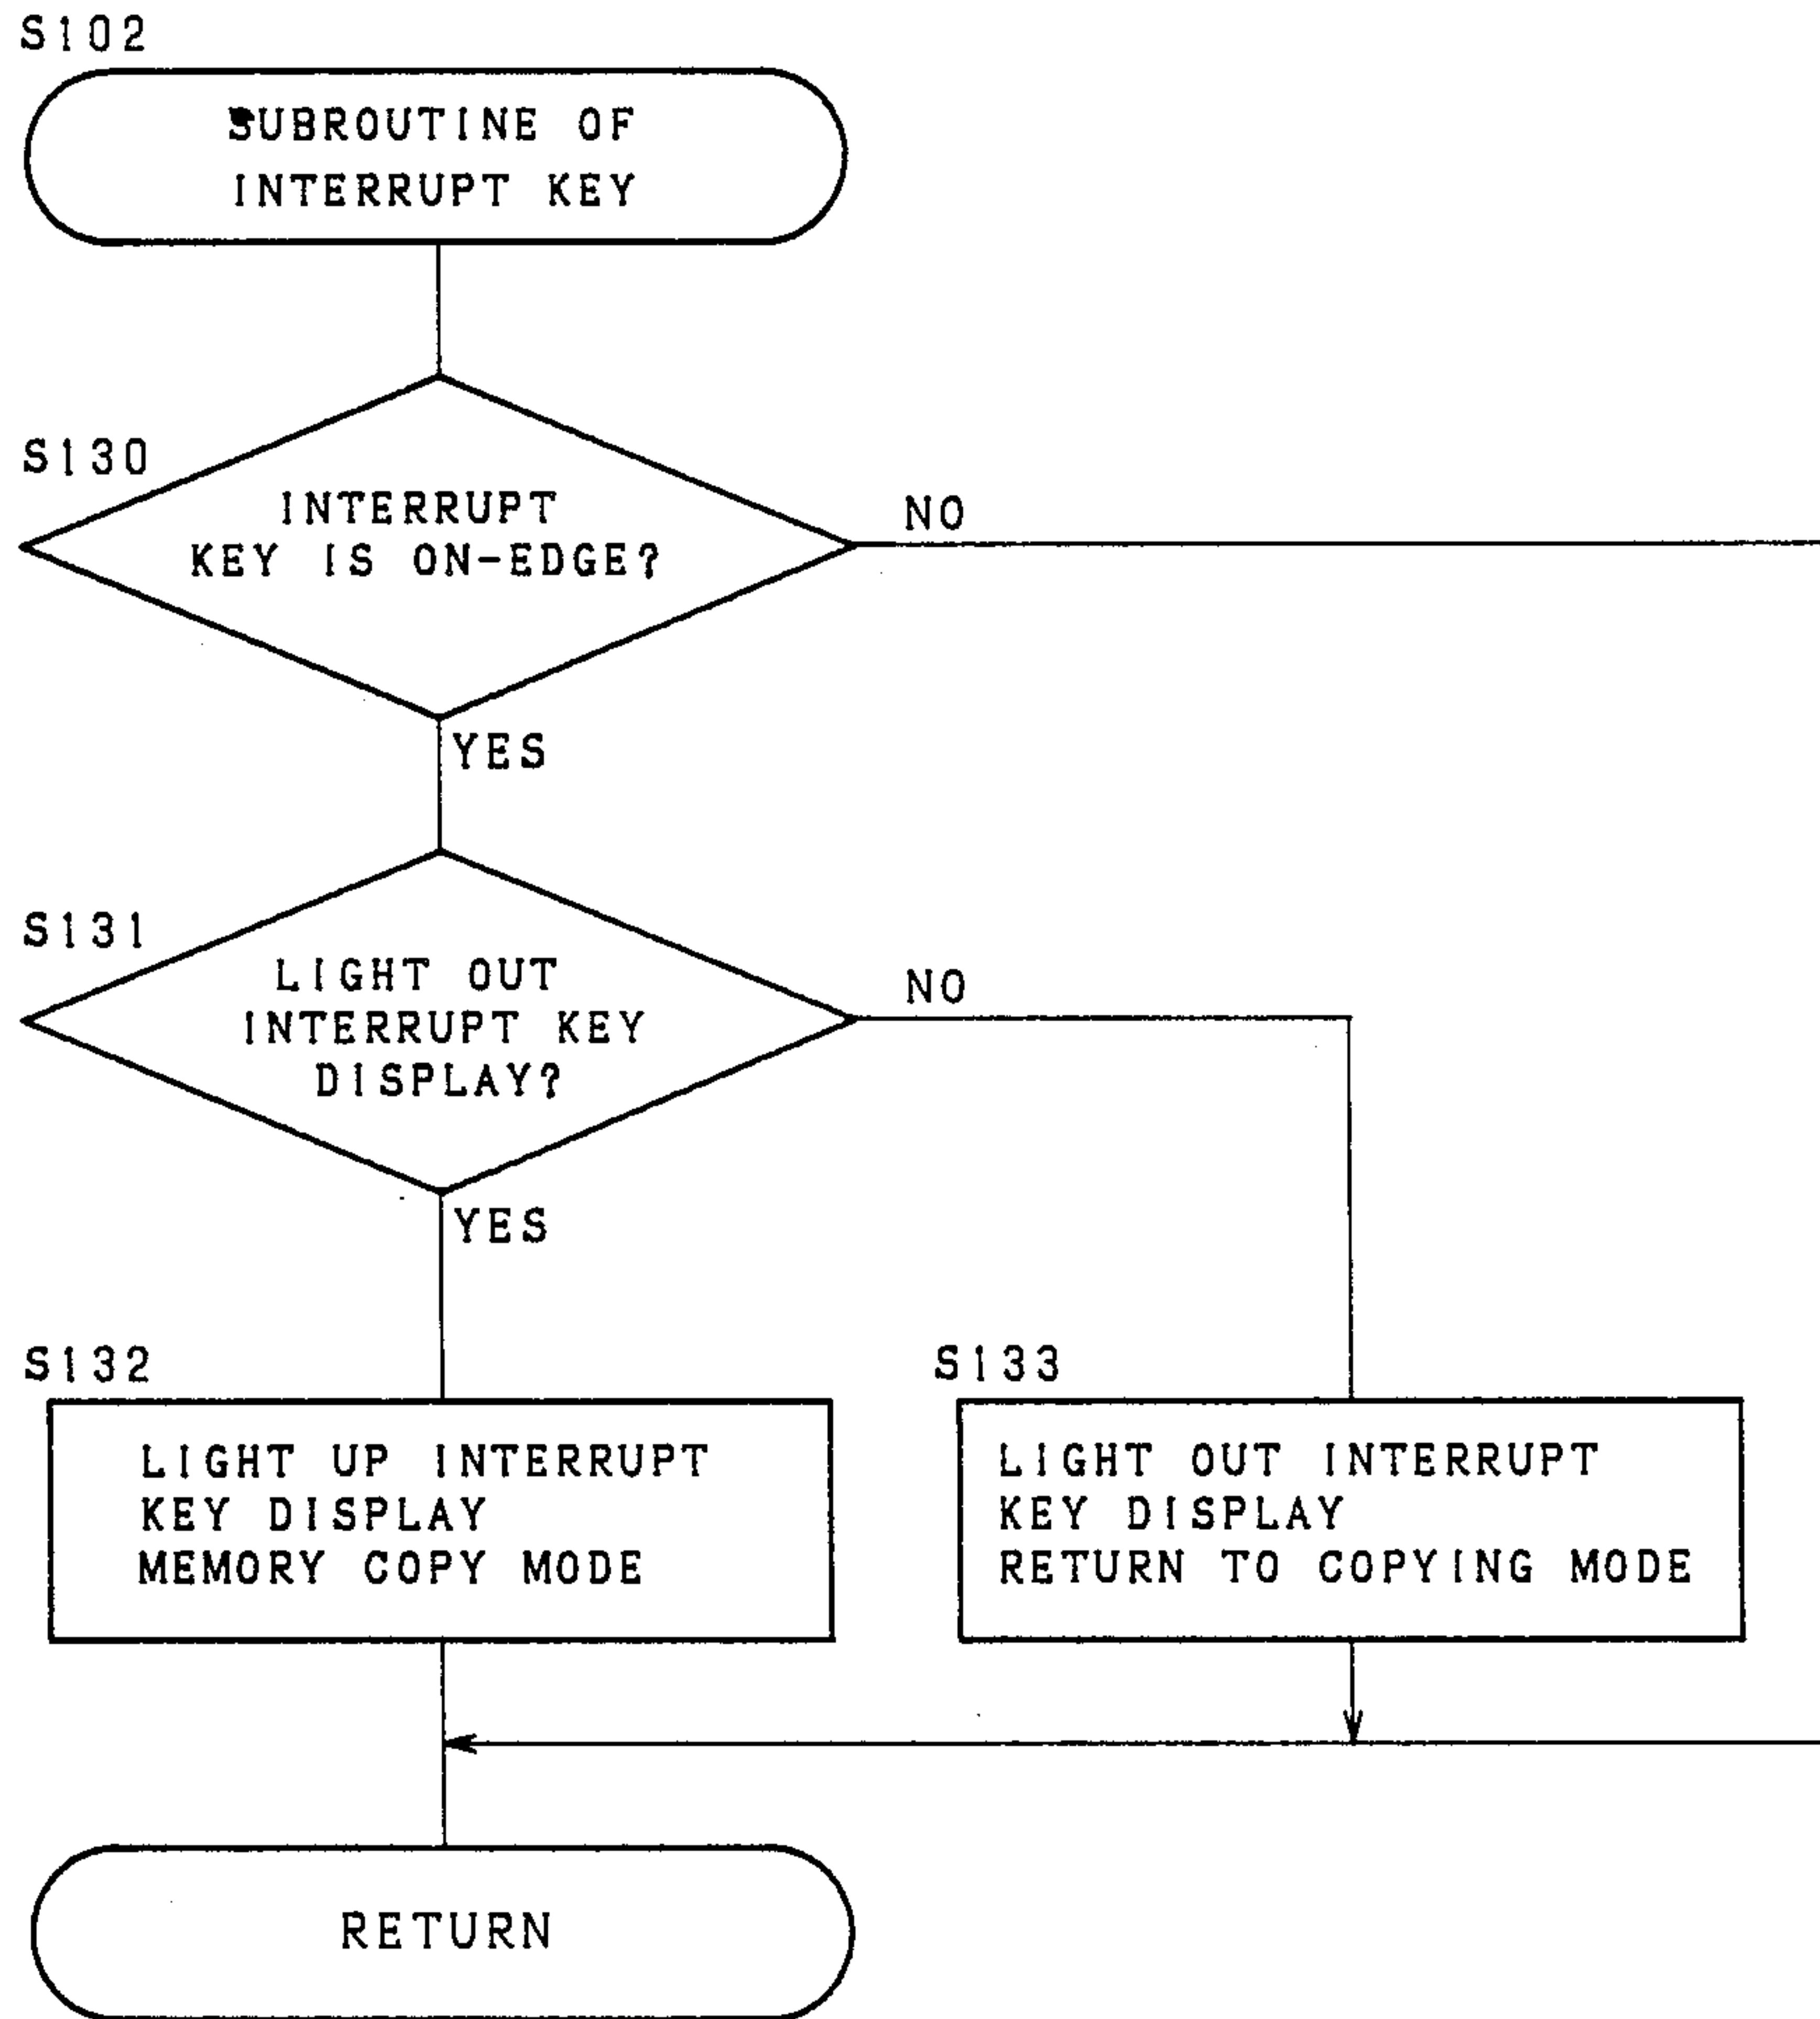 S102
SUBROUTINE OF
INTERRUPT KEY
S130
INTERRUPT
KEY IS ON-EDGE?
NO
YES
S131
LIGHT OUT
INTERRUPT KEY
DISPLAY?
NO
YES
S132
LIGHT UP INTERRUPT
KEY DISPLAY
MEMORY COPY MODE
S133
LIGHT OUT INTERRUPT
KEY DISPLAY
RETURN TO COPYING MODE
RETURN